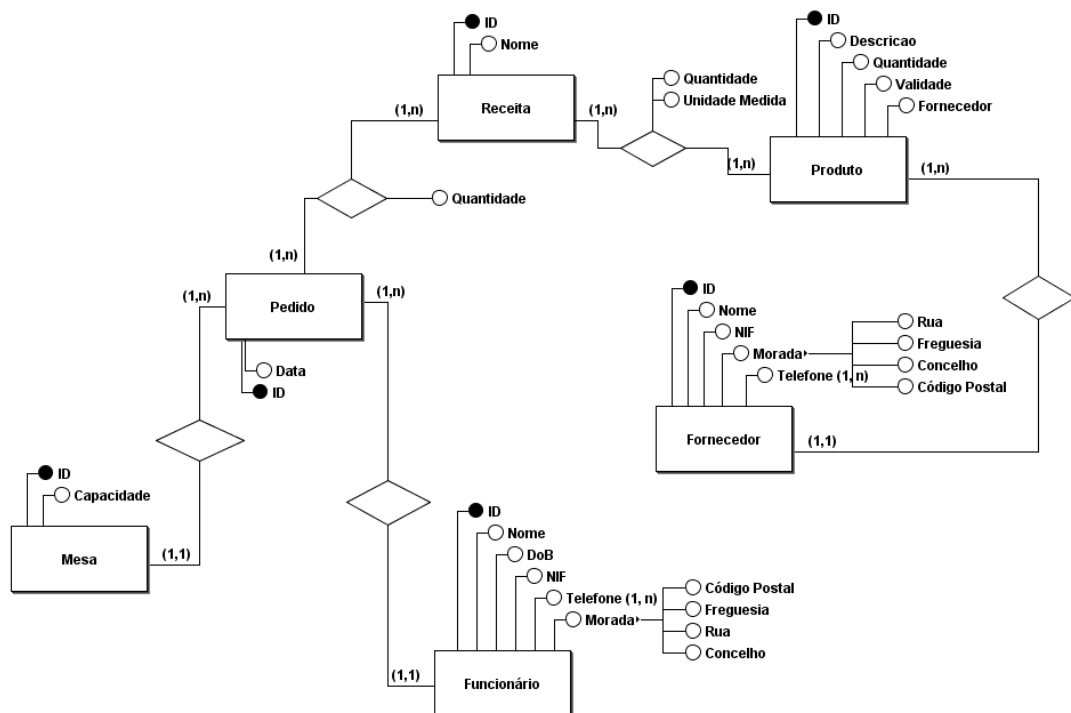 ID
Nome
Receita
(1,n)
(1,n)
Quantidade
Unidade Medida
(1,n)
ID
Descricao
Quantidade
Validade
Fornecedor
Produto
(1,n)
Quantidade
(1,n)
(1,n)
Pedido
(1,n)
Data
ID
ID
Nome
NIF
Morada
Telefone (1, n)
Rua
Freguesia
Concelho
Código Postal
Fornecedor
(1,1)
ID
Capacidade
Mesa
(1,1)
ID
Nome
DoB
NIF
Telefone (1, n)
Morada
Código Postal
Freguesia
Rua
Concelho
(1,1)
Funcionário